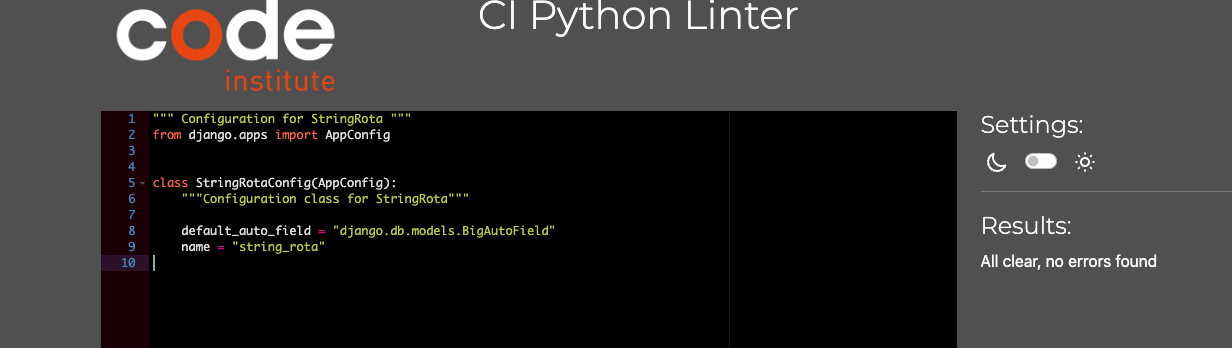 code
institute
CI Python Linter
1 """ Configuration for StringRota """
2 from django.apps import AppConfig
3
4
5 class StringRotaConfig(AppConfig):
6     """Configuration class for StringRota"""
7
8     default_auto_field = "django.db.models.BigAutoField"
9     name = "string_rota"
10
Settings:
Results:
All clear, no errors found